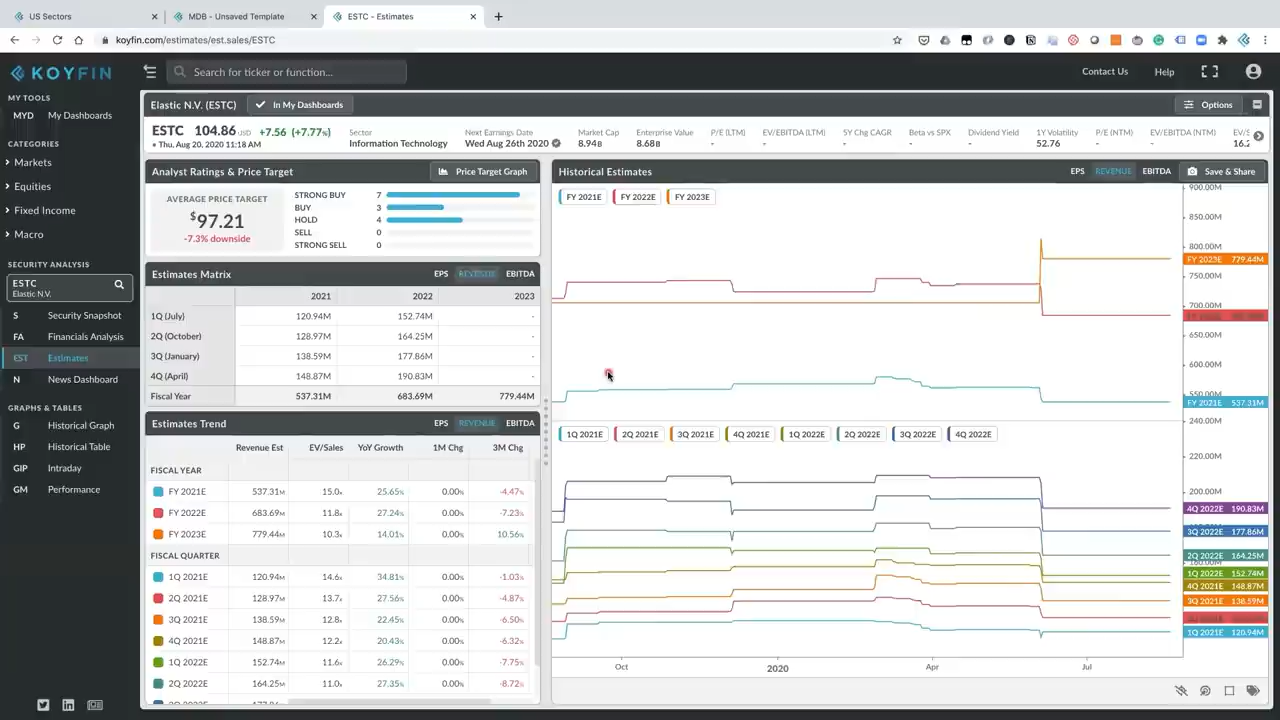 US Sectors
MDB - Unsaved Template
ESTC - Estimates
koyfin.com/estimates/est.sales/ESTC
KOYFIN
Search for ticker or function...
Contact Us
Help
MY TOOLS
MYD My Dashboards
CATEGORIES
Markets
Equities
Fixed Income
Macro
SECURITY ANALYSIS
ESTC
Elastic N.V.
S Security Snapshot
FA Financials Analysis
EST Estimates
N News Dashboard
GRAPHS & TABLES
G Historical Graph
HP Historical Table
GIP Intraday
GM Performance
Elastic N.V. (ESTC)
In My Dashboards
Options
ESTC 104.86 USD +7.56 (+7.77%)
• Thu, Aug 20, 2020 11:18 AM
Sector Next Earnings Date Market Cap Enterprise Value P/E (LTM) EV/EBITDA (LTM) 5Y Chg CAGR Beta vs SPX Dividend Yield 1Y Volatility P/E (NTM) EV/EBITDA (NTM)
Information Technology Wed Aug 26th 2020 8.94B 8.68B - - - - - 52.76 - -
Analyst Ratings & Price Target
Price Target Graph
AVERAGE PRICE TARGET
$97.21
-7.3% downside
STRONG BUY 7
BUY 3
HOLD 4
SELL 0
STRONG SELL 0
Estimates Matrix EPS REVENUE EBITDA
2021 2022 2023
1Q (July) 120.94M 152.74M -
2Q (October) 128.97M 164.25M -
3Q (January) 138.59M 177.86M -
4Q (April) 148.87M 190.83M -
Fiscal Year 537.31M 683.69M 779.44M
Estimates Trend EPS REVENUE EBITDA
Revenue Est EV/Sales YoY Growth 1M Chg 3M Chg
FISCAL YEAR
FY 2021E 537.31M 15.0x 25.65% 0.00% -4.47%
FY 2022E 683.69M 11.8x 27.24% 0.00% -7.23%
FY 2023E 779.44M 10.3x 14.01% 0.00% 10.56%
FISCAL QUARTER
1Q 2021E 120.94M 14.6x 34.81% 0.00% -1.03%
2Q 2021E 128.97M 13.7x 27.56% 0.00% -4.87%
3Q 2021E 138.59M 12.8x 22.45% 0.00% -6.50%
4Q 2021E 148.87M 12.2x 20.43% 0.00% -6.32%
1Q 2022E 152.74M 11.6x 26.29% 0.00% -7.75%
2Q 2022E 164.25M 11.0x 27.35% 0.00% -8.72%
Historical Estimates
EPS REVENUE EBITDA
Save & Share
FY 2021E FY 2022E FY 2023E
900.00M
850.00M
800.00M
FY 2023E 779.44M
750.00M
700.00M
650.00M
600.00M
550.00M
FY 2021E 537.31M
1Q 2021E 2Q 2021E 3Q 2021E 4Q 2021E 1Q 2022E 2Q 2022E 3Q 2022E 4Q 2022E
240.00M
220.00M
200.00M
4Q 2022E 190.83M
3Q 2022E 177.86M
2Q 2022E 164.25M
160.00M
1Q 2022E 152.74M
4Q 2021E 148.87M
3Q 2021E 138.59M
1Q 2021E 120.94M
Oct 2020 Apr Jul